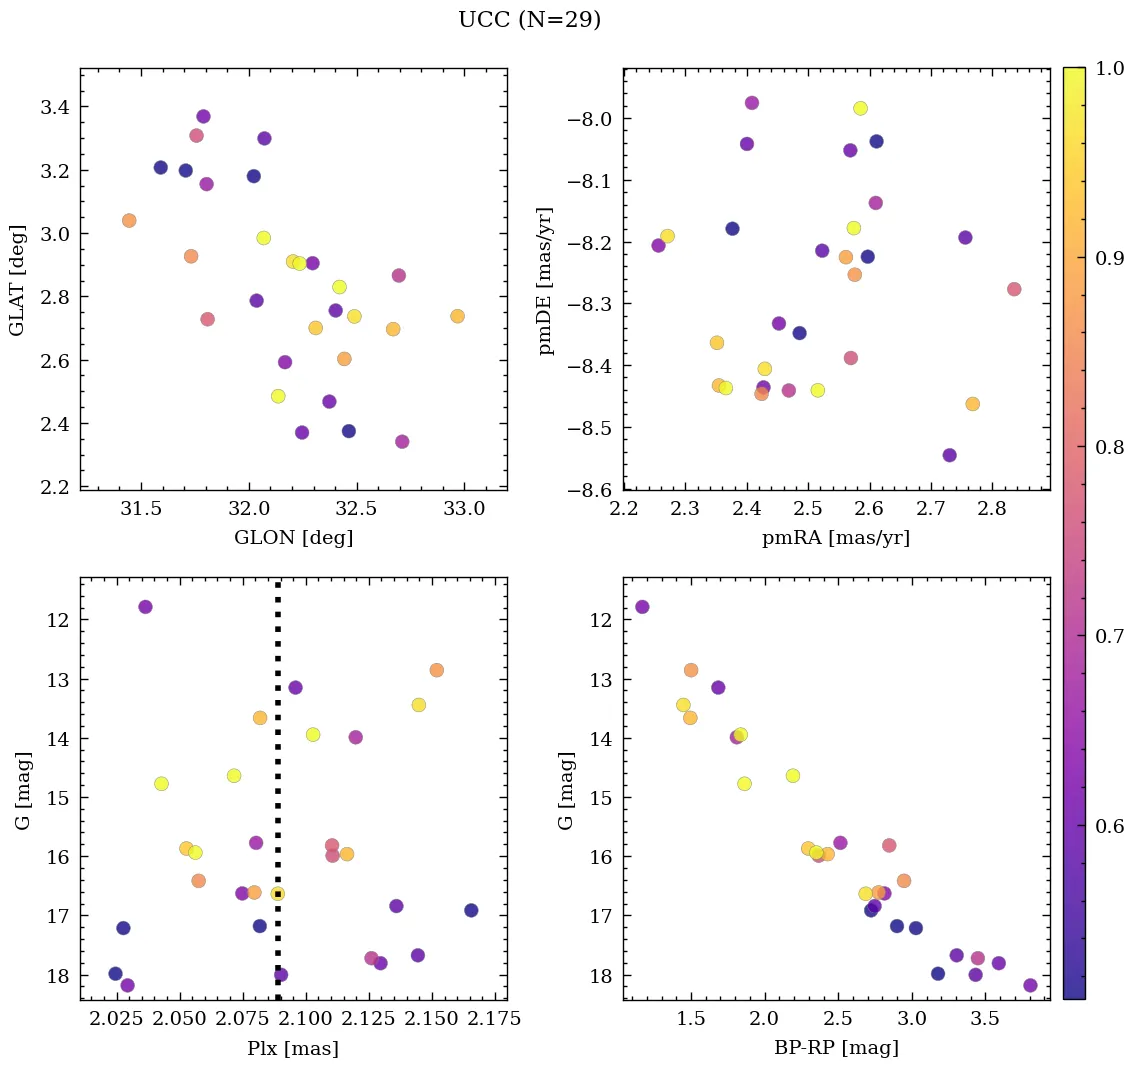 UCC (N=29)
3.4
3.2
3.0
2.8
2.6
2.4
2.2
GLAT [deg]
31.5 32.0 32.5 33.0
GLON [deg]
−8.0
−8.1
−8.2
−8.3
−8.4
−8.5
−8.6
pmDE [mas/yr]
2.2 2.3 2.4 2.5 2.6 2.7 2.8
pmRA [mas/yr]
1.0
0.9
0.8
0.7
0.6
12
13
14
15
16
17
18
G [mag]
2.025 2.050 2.075 2.100 2.125 2.150 2.175
Plx [mas]
12
13
14
15
16
17
18
G [mag]
1.5 2.0 2.5 3.0 3.5
BP-RP [mag]